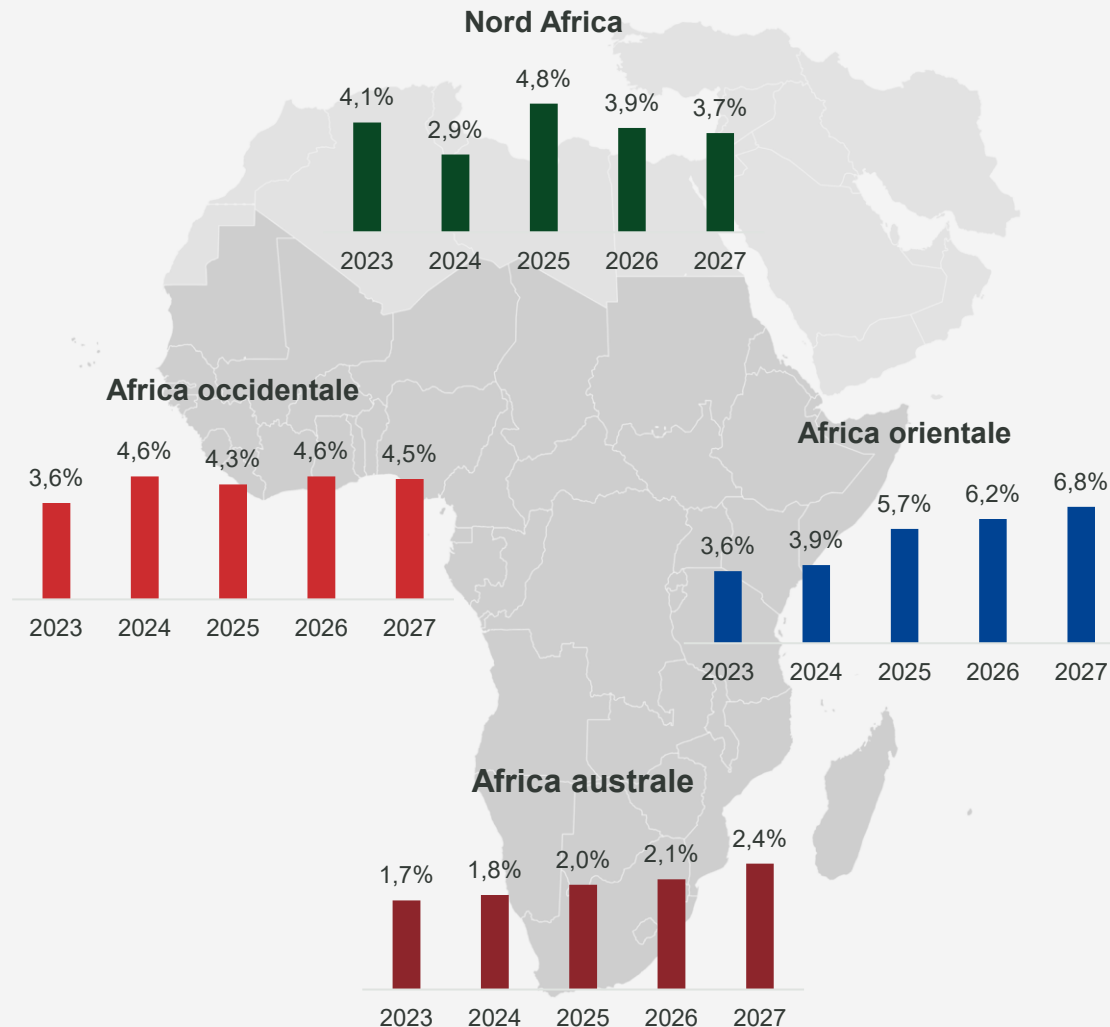 Nord Africa
4,1% 2,9% 4,8% 3,9% 3,7%
2023 2024 2025 2026 2027
Africa occidentale
3,6% 4,6% 4,3% 4,6% 4,5%
2023 2024 2025 2026 2027
Africa orientale
3,6% 3,9% 5,7% 6,2% 6,8%
2023 2024 2025 2026 2027
Africa australe
1,7% 1,8% 2,0% 2,1% 2,4%
2023 2024 2025 2026 2027